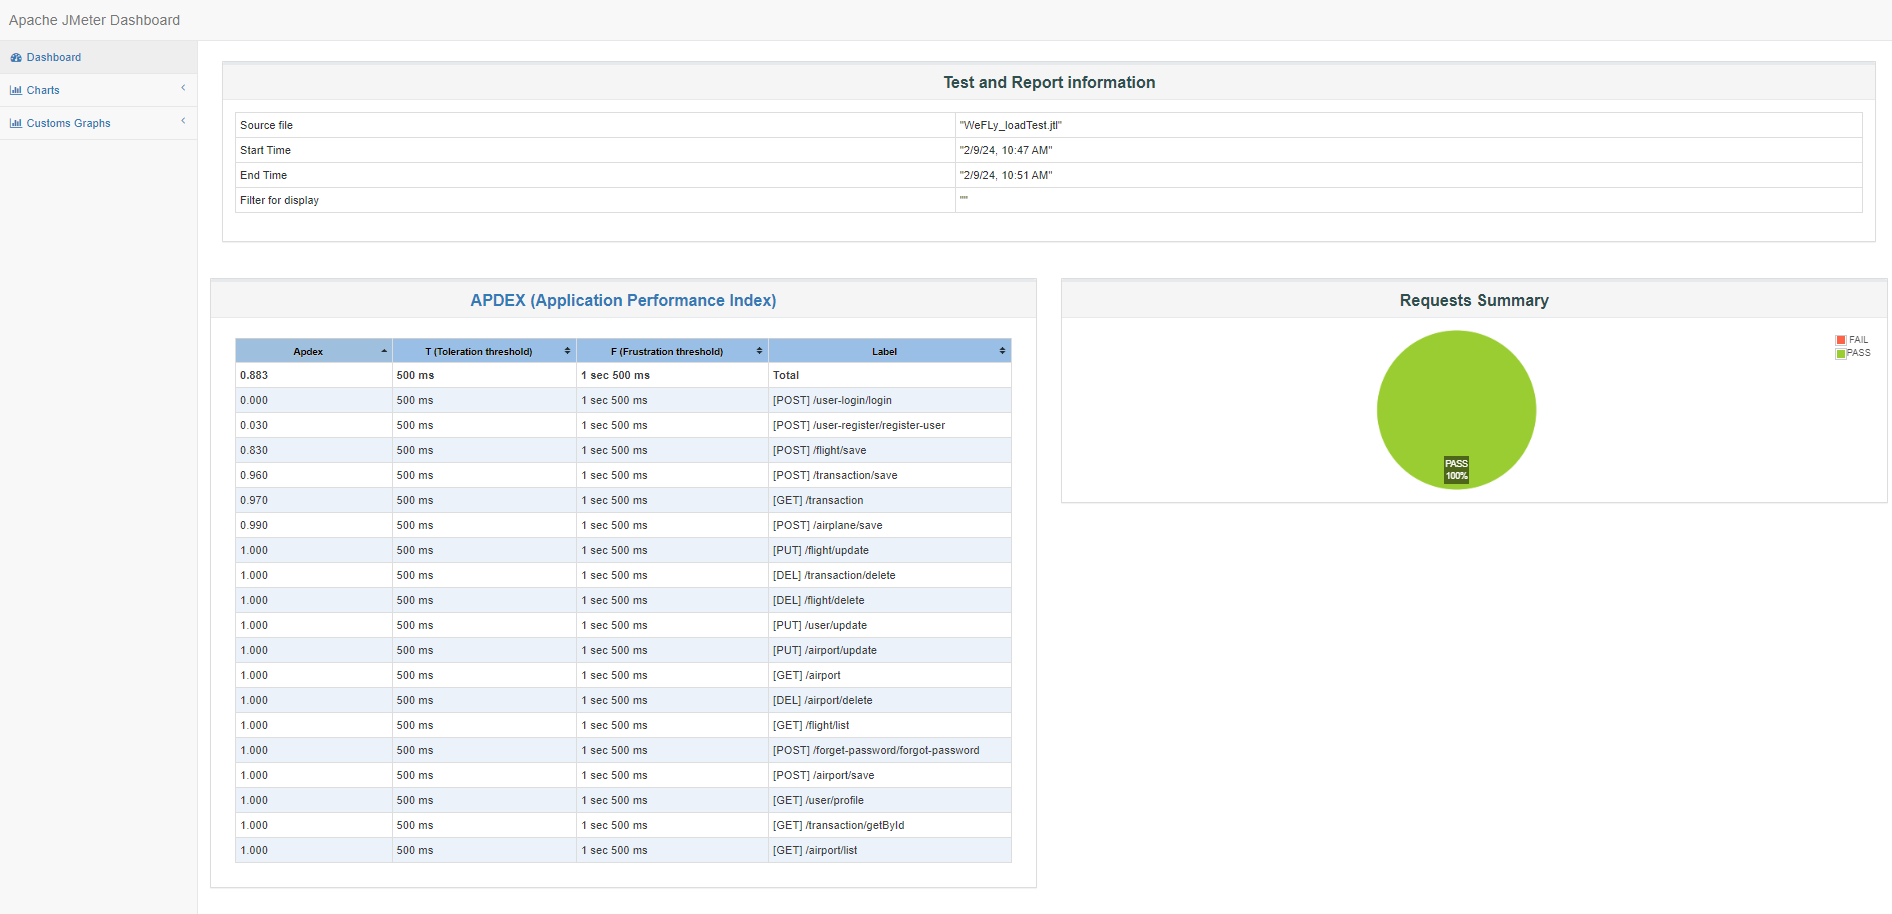 Apache JMeter Dashboard
Dashboard
Charts
Customs Graphs
Test and Report information
Source file "WeFLy_loadTest.jtl"
Start Time "2/9/24, 10:47 AM"
End Time "2/9/24, 10:51 AM"
Filter for display ""
APDEX (Application Performance Index)
Apdex T (Toleration threshold) F (Frustration threshold) Label
0.883 500 ms 1 sec 500 ms Total
0.000 500 ms 1 sec 500 ms [POST] /user-login/login
0.030 500 ms 1 sec 500 ms [POST] /user-register/register-user
0.830 500 ms 1 sec 500 ms [POST] /flight/save
0.960 500 ms 1 sec 500 ms [POST] /transaction/save
0.970 500 ms 1 sec 500 ms [GET] /transaction
0.990 500 ms 1 sec 500 ms [POST] /airplane/save
1.000 500 ms 1 sec 500 ms [PUT] /flight/update
1.000 500 ms 1 sec 500 ms [DEL] /transaction/delete
1.000 500 ms 1 sec 500 ms [DEL] /flight/delete
1.000 500 ms 1 sec 500 ms [PUT] /user/update
1.000 500 ms 1 sec 500 ms [PUT] /airport/update
1.000 500 ms 1 sec 500 ms [GET] /airport
1.000 500 ms 1 sec 500 ms [DEL] /airport/delete
1.000 500 ms 1 sec 500 ms [GET] /flight/list
1.000 500 ms 1 sec 500 ms [POST] /forget-password/forgot-password
1.000 500 ms 1 sec 500 ms [POST] /airport/save
1.000 500 ms 1 sec 500 ms [GET] /user/profile
1.000 500 ms 1 sec 500 ms [GET] /transaction/getById
1.000 500 ms 1 sec 500 ms [GET] /airport/list
Requests Summary
FAIL
PASS
PASS
100%